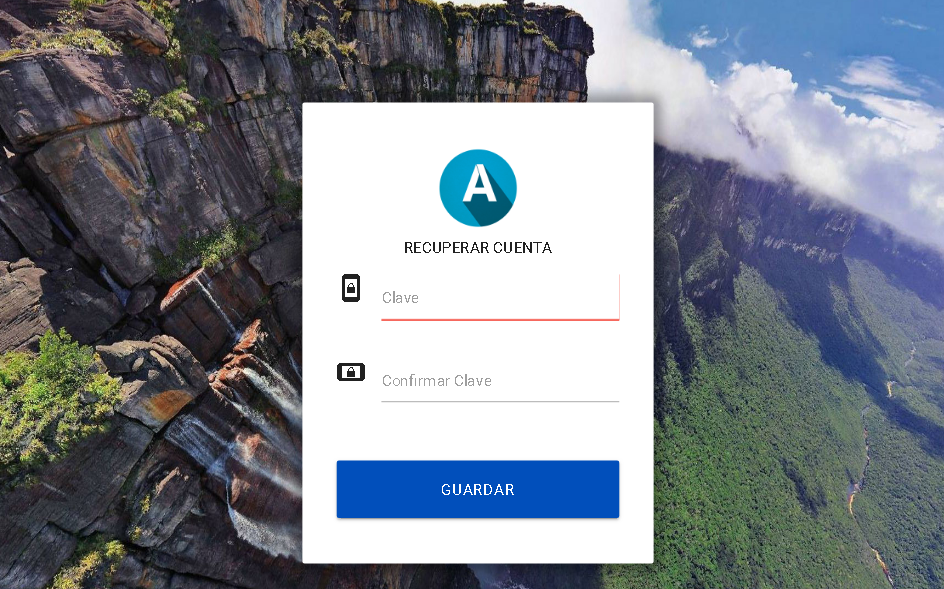 A
RECUPERAR CUENTA
Clave
Confirmar Clave
GUARDAR